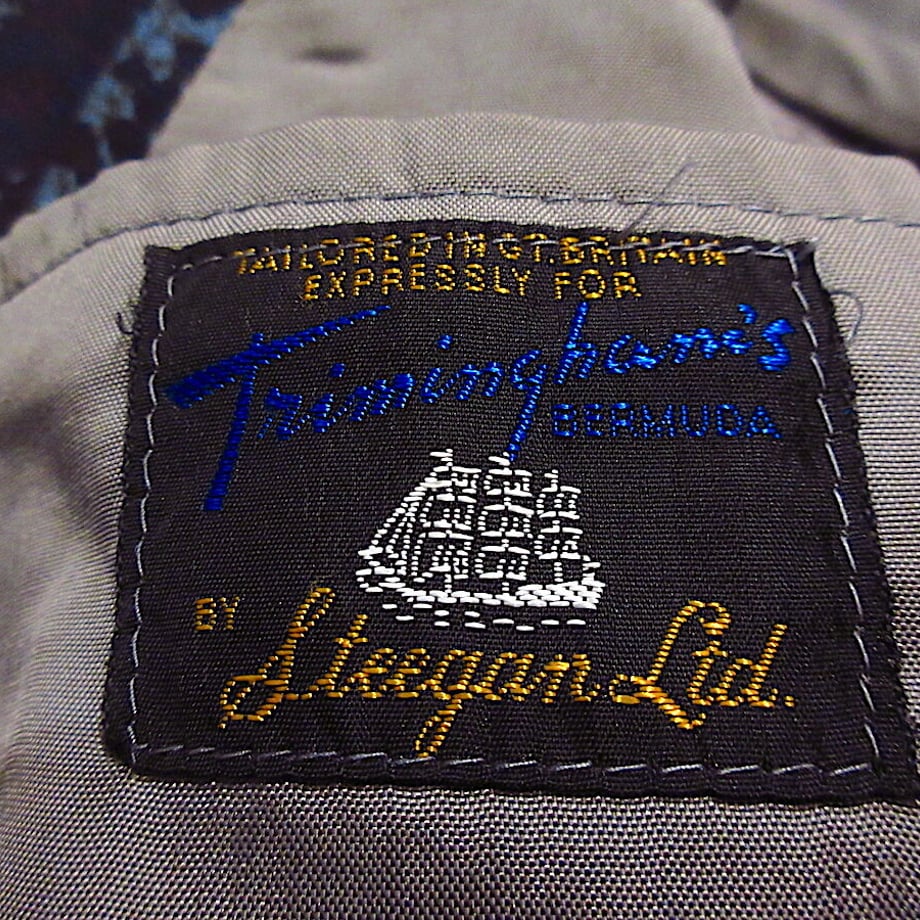 TAILORED IN GT. BRITAIN
EXPRESSLY FOR
Trimingham's
BERMUDA
BY
Steegan Ltd.